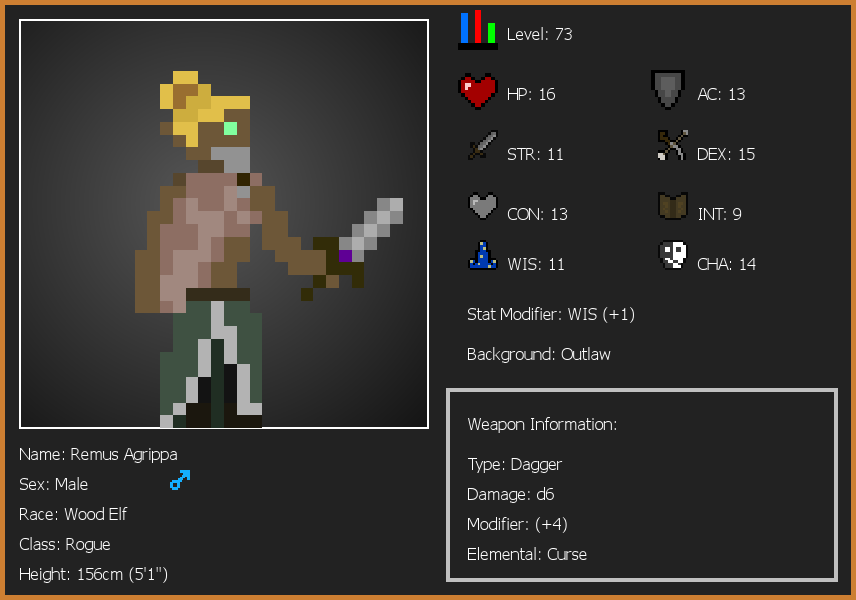 Level: 73
HP: 16
AC: 13
STR: 11
DEX: 15
CON: 13
INT: 9
WIS: 11
CHA: 14
Stat Modifier: WIS (+1)
Background: Outlaw
Weapon Information:
Type: Dagger
Damage: d6
Modifier: (+4)
Elemental: Curse
Name: Remus Agrippa
Sex: Male
Race: Wood Elf
Class: Rogue
Height: 156cm (5'1")